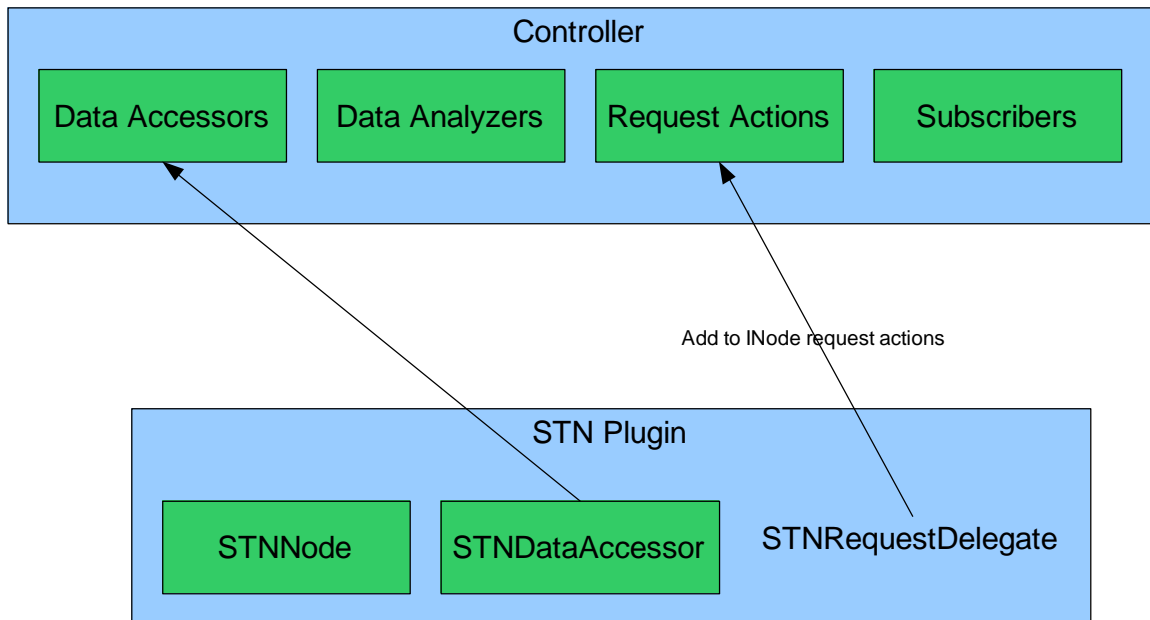 Controller
Data Accessors
Data Analyzers
Request Actions
Subscribers
Add to INode request actions
STN Plugin
STNNode
STNDataAccessor
STNRequestDelegate